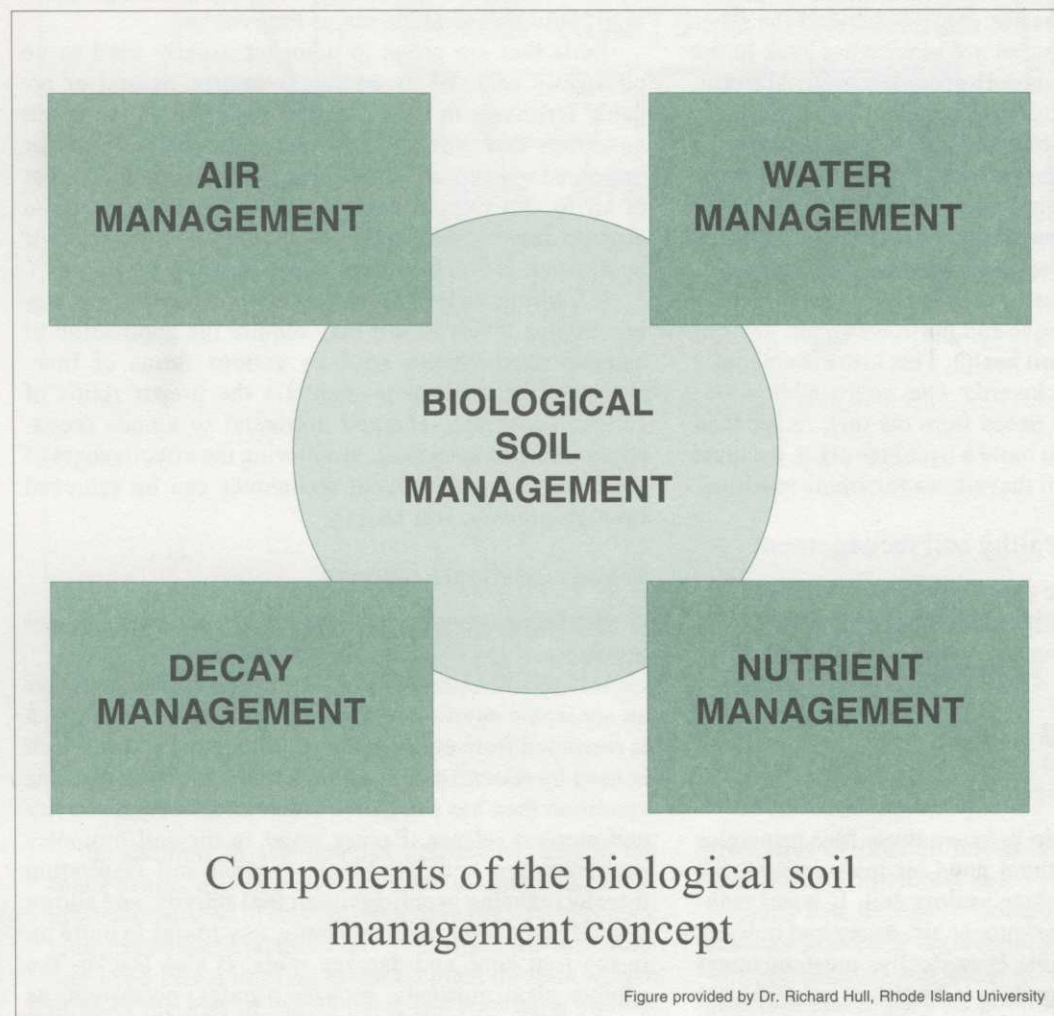 AIR
MANAGEMENT
WATER
MANAGEMENT
BIOLOGICAL
SOIL
MANAGEMENT
DECAY
MANAGEMENT
NUTRIENT
MANAGEMENT
Components of the biological soil
management concept
Figure provided by Dr. Richard Hull, Rhode Island University